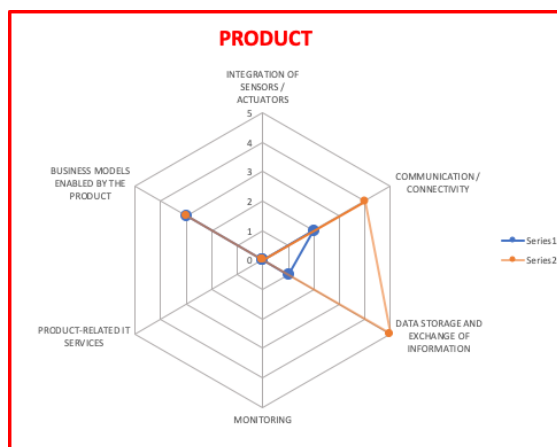 PRODUCT
INTEGRATION OF
SENSORS /
ACTUATORS
5
4
3
2
1
0
COMMUNICATION /
CONNECTIVITY
DATA STORAGE AND
EXCHANGE OF
INFORMATION
MONITORING
PRODUCT-RELATED IT
SERVICES
BUSINESS MODELS
ENABLED BY THE
PRODUCT
Series1
Series2